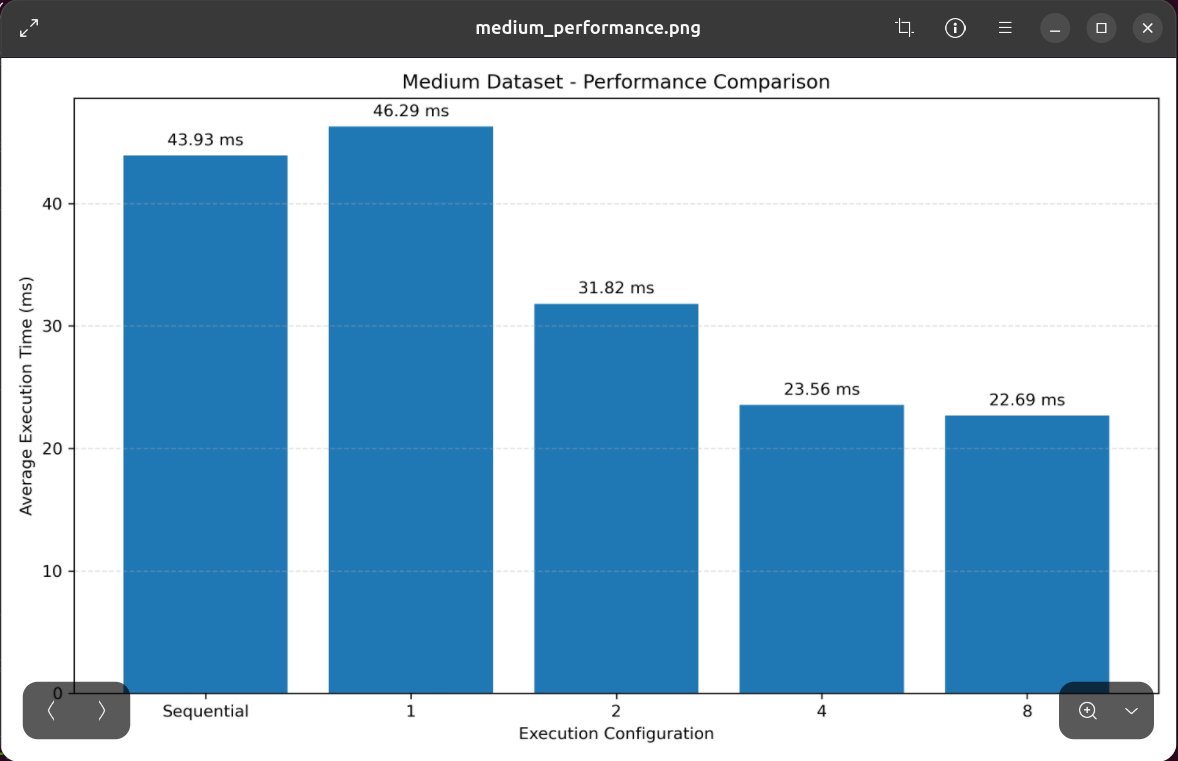 medium_performance.png
Medium Dataset - Performance Comparison
46.29 ms
43.93 ms
40
31.82 ms
30
23.56 ms
22.69 ms
20
10
0
Average Execution Time (ms)
Sequential 1 2 4 8
Execution Configuration